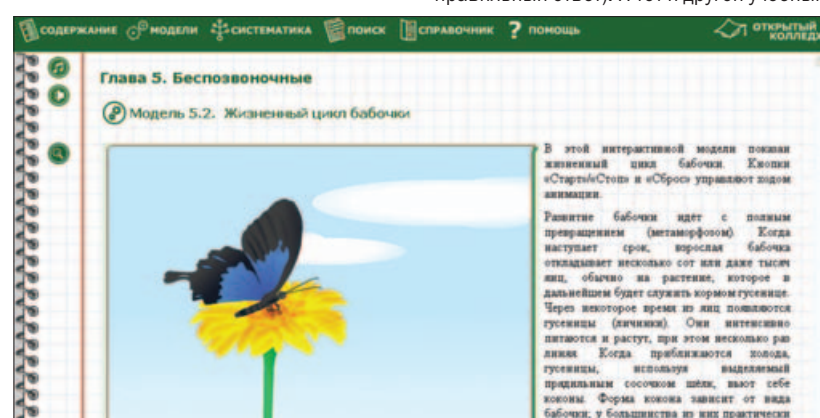 правильный ответ). А тот и другой учебный
СОДЕРЖАНИЕ МОДЕЛИ СИСТЕМАТИКА ПОИСК СПРАВОЧНИК ? ПОМОЩЬ ОТКРЫТЫЙ
КОЛЛЕДЖ
Глава 5. Беспозвоночные
Модель 5.2. Жизненный цикл бабочки
В этой интерактивной модели показан
жизненный цикл бабочки. Кнопки
«Старт»/«Стоп» и «Сброс» управляют ходом
анимации.
Развитие бабочки идёт с полным
превращением (метаморфозом). Когда
наступает срок, взрослая бабочка
откладывает несколько сот или даже тысяч
яиц, обычно на растение, которое в
дальнейшем будет служить кормом гусенице.
Через некоторое время из яиц появляются
гусеницы (личинки). Они интенсивно
питаются и растут, при этом несколько раз
линяя. Когда приближаются холода,
гусеницы, используя выделяемый
прядильным сосочком шёлк, вьют себе
коконы. Форма кокона зависит от вида
бабочки; у большинства из них практически